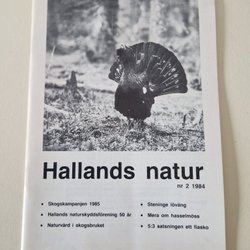 Hallands natur
nr 2 1984
• Skogskampanjen 1985
• Hallands naturskyddsförening 50 år
• Naturvård i skogsbruket
• Steninge löväng
• Mera om hasselmöss
• 5:3 satsningen ett fiasko